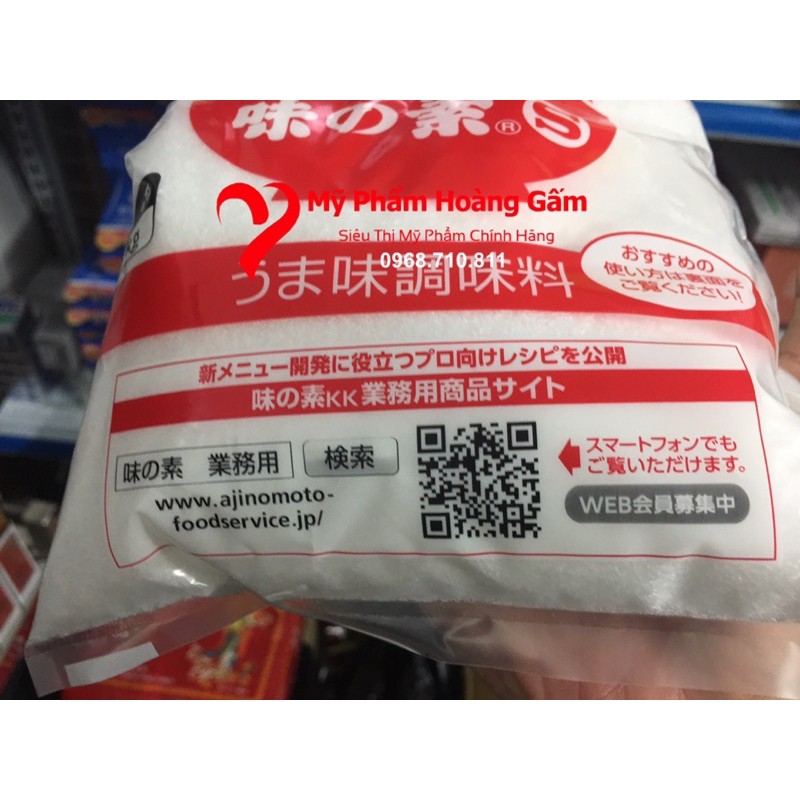 味の素® S
Mỹ Phẩm Hoàng Gấm
Siêu Thị Mỹ Phẩm Chính Hãng
0968.710.811
うま味調味料
おすすめの
使い方は裏面を
ご覧ください!
新メニュー開発に役立つプロ向けレシピを公開
味の素KK業務用商品サイト
味の素 業務用
検索
www.ajinomoto-
foodservice.jp/
スマートフォンでも
ご覧いただけます。
WEB会員募集中